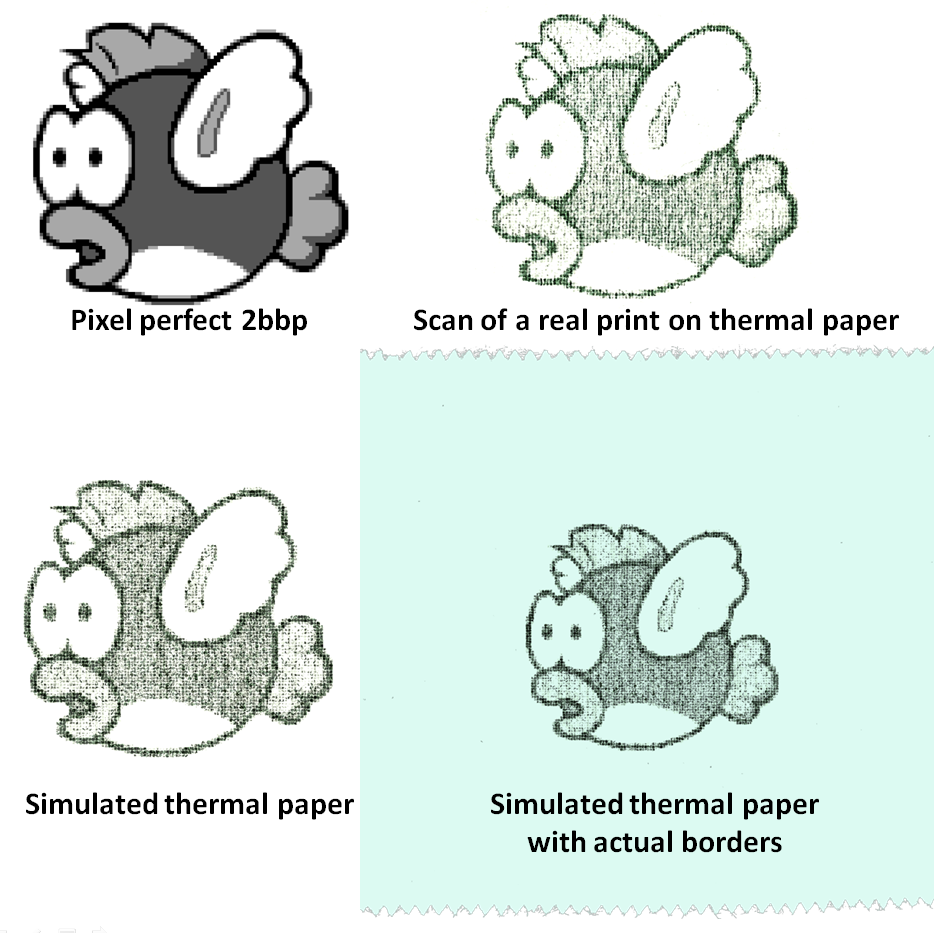 Pixel perfect 2bbp
Scan of a real print on thermal paper
Simulated thermal paper
Simulated thermal paper
with actual borders